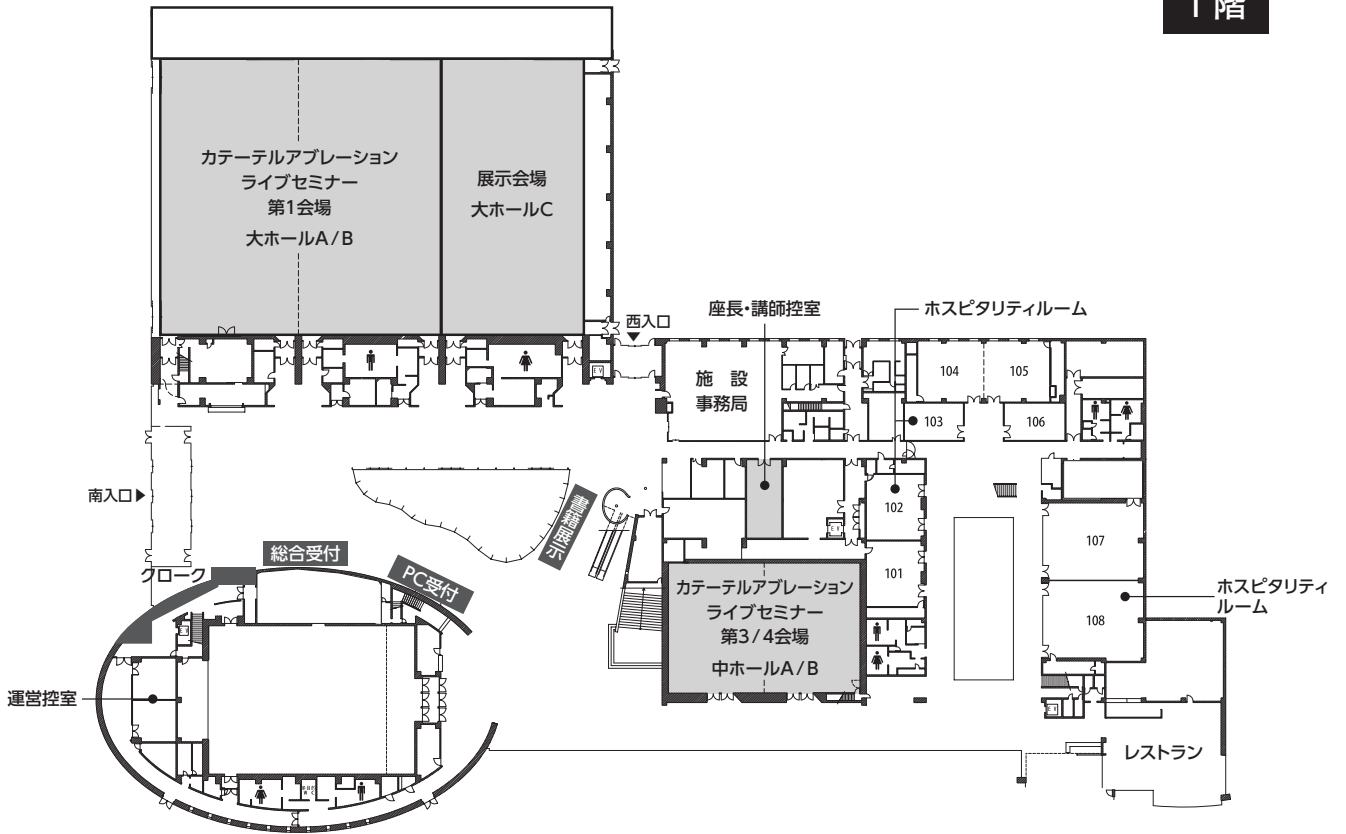 1階
カテーテルアブレーション
ライブセミナー
第1会場
大ホールA/B
展示会場
大ホールC
西入口
座長・講師控室
ホスピタリティルーム
施 設
事務局
104
105
103
106
南入口
書籍展示
102
107
総合受付
クローク
PC受付
EV
101
カテーテルアブレーション
ライブセミナー
第3/4会場
中ホールA/B
ホスピタリティ
ルーム
108
運営控室
レストラン